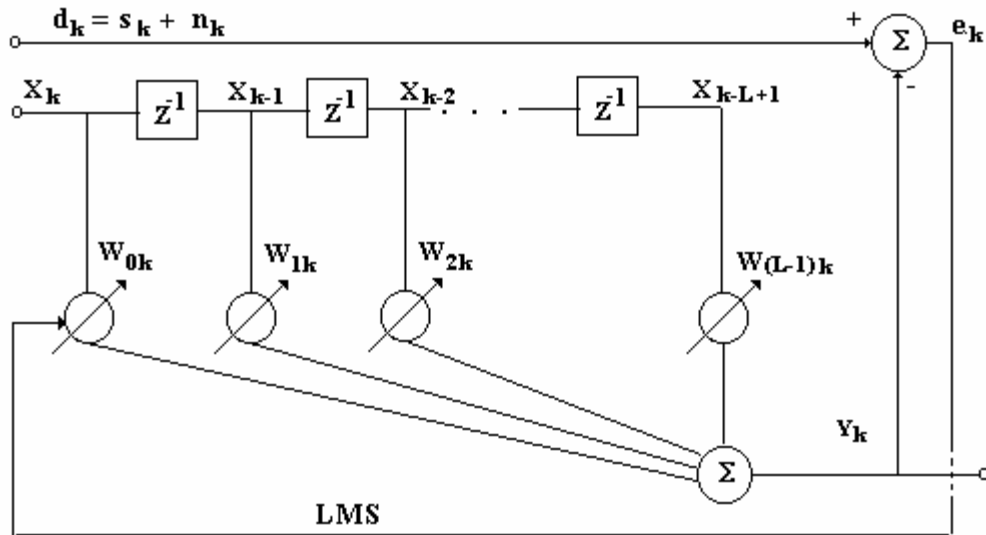 d_k = s_k + n_k + Σ e_k
X_k Z^-1 X_k-1 Z^-1 X_k-2 . . . Z^-1 X_k-L+1 -
W_0k W_1k W_2k W_(L-1)k
Y_k
Σ
LMS